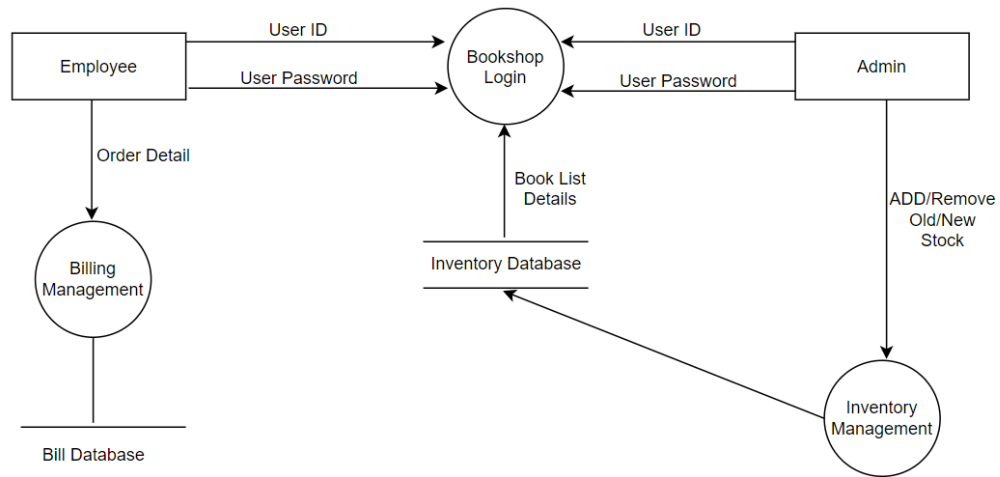 User ID
User ID
Employee
Bookshop
Login
Admin
User Password
User Password
Order Detail
Book List
Details
ADD/Remove
Old/New
Stock
Billing
Management
Inventory Database
Inventory
Management
Bill Database